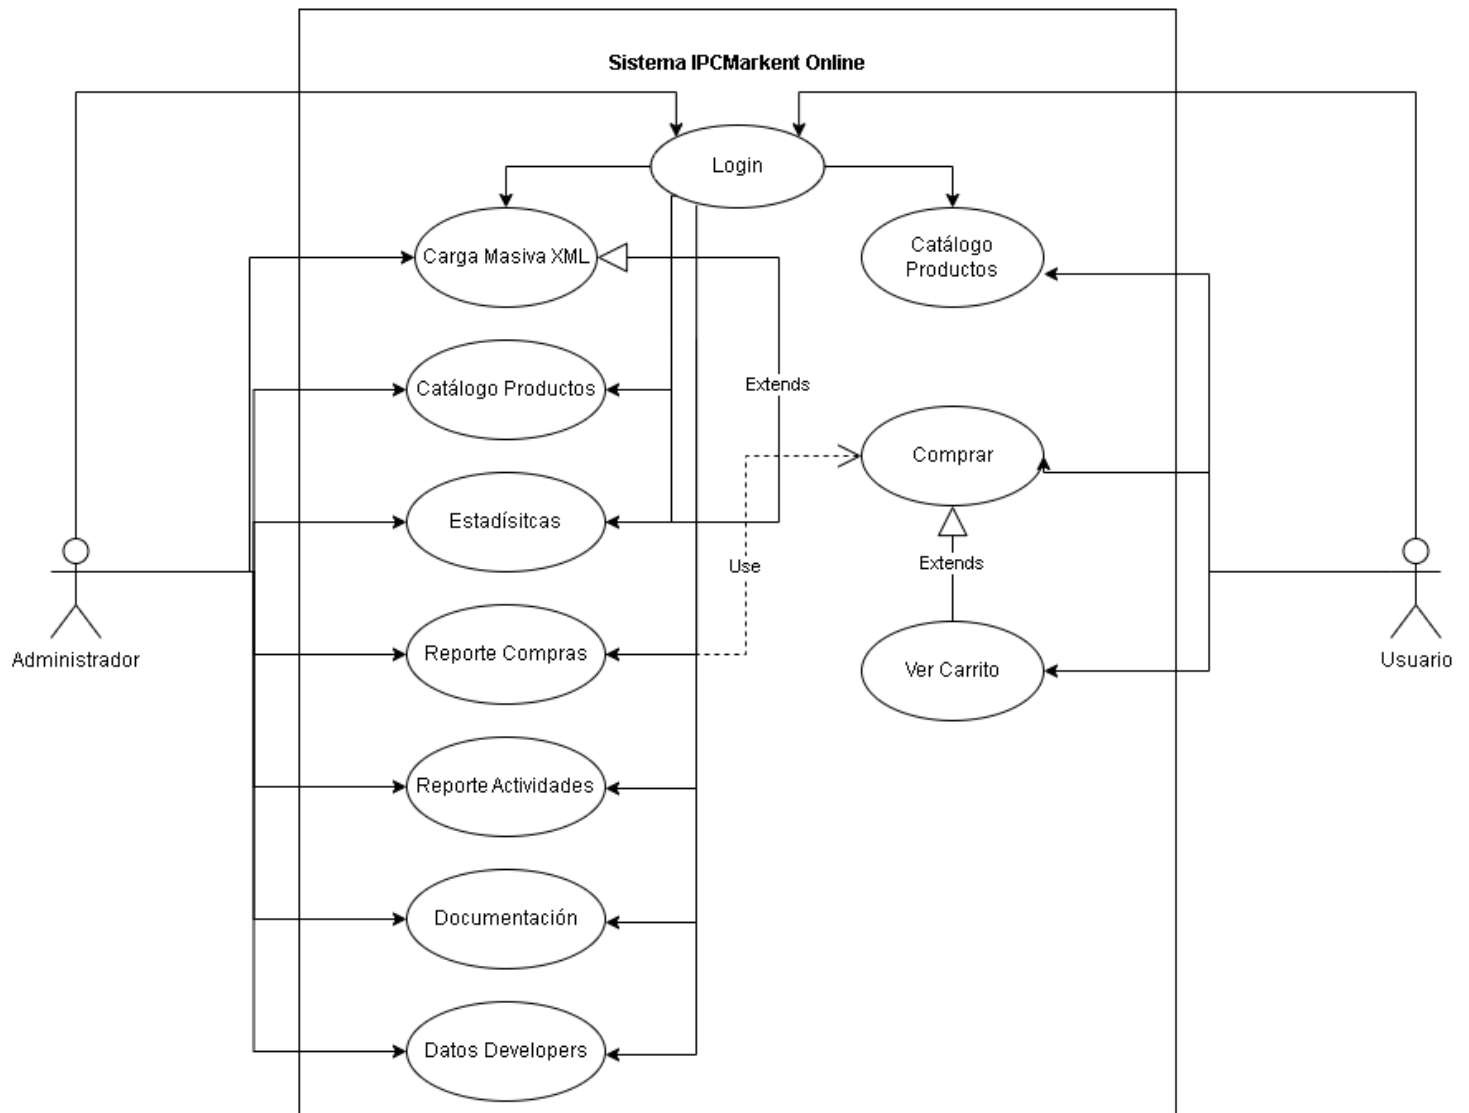 Sistema IPCMarkent Online
Login
Carga Masiva XML
Catálogo
Productos
Catálogo Productos
Extends
Comprar
Estadísitcas
Use
Extends
Reporte Compras
Ver Carrito
Administrador
Usuario
Reporte Actividades
Documentación
Datos Developers